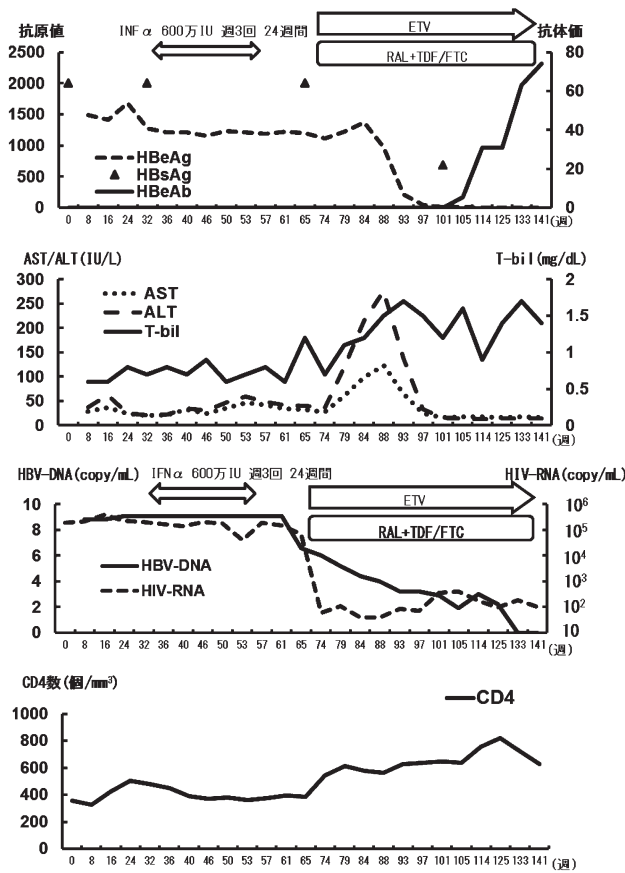 抗原値 INFα 600万IU 週3回 24週間 ETV 抗体価
RAL+TDF/FTC
2500 80
2000 60
1500 40
1000 20
500
0 0
HBeAg
HBsAg
HBeAb
0 8 16 24 32 36 40 46 50 53 57 61 65 74 79 84 88 93 97 101 105 114 125 133 141 (週)
AST/ALT(IU/L) T-bil(mg/dL)
300 2
250 1.5
200
150 1
100 0.5
50
0 0
AST
ALT
T-bil
0 8 16 24 32 36 40 46 50 53 57 61 65 74 79 84 88 93 97 101 105 114 125 133 141 (週)
HBV-DNA(copy/mL) IFNα 600万IU 週3回 24週間 HIV-RNA(copy/mL)
ETV
RAL+TDF/FTC
10 10⁶
8 10⁵
6 10⁴
4 10³
2 10²
0 10
HBV-DNA
HIV-RNA
0 8 16 24 32 36 40 46 50 53 57 61 65 74 79 84 88 93 97 101 105 114 125 133 141 (週)
CD4数(個/mm³)
CD4
1000
800
600
400
200
0
0 8 16 24 32 36 40 46 50 53 57 61 65 74 79 84 88 93 97 101 105 114 125 133 141 (週)